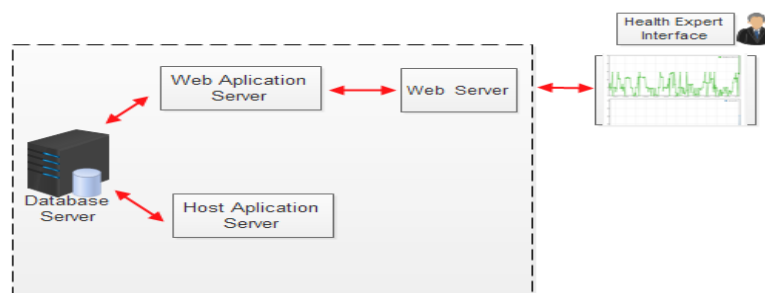 Health Expert
Interface
Web Aplication
Server
Web Server
Database
Server
Host Aplication
Server